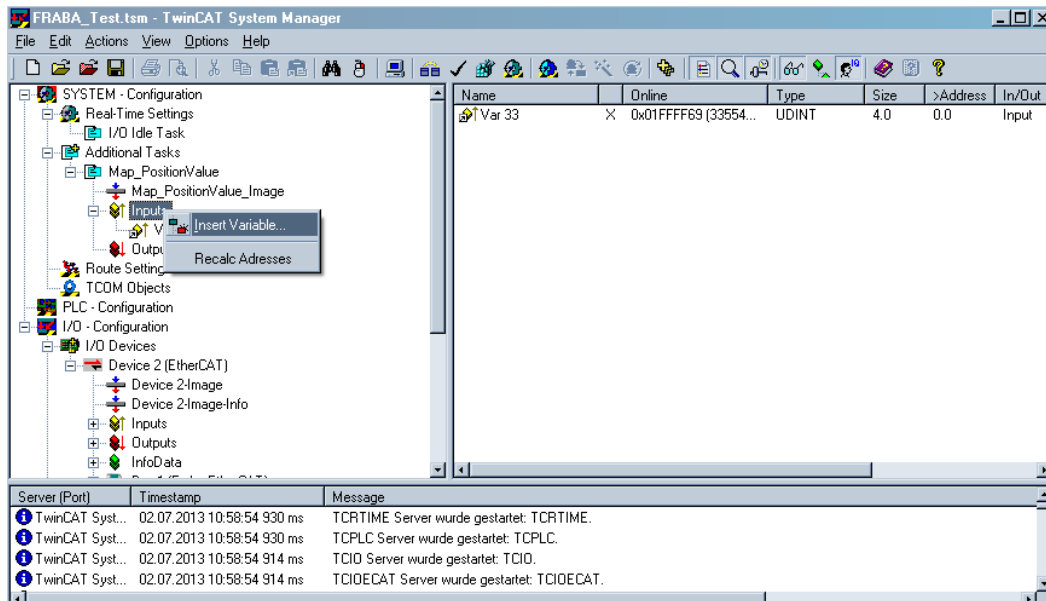 FRABA_Test.tsm - TwinCAT System Manager
File Edit Actions View Options Help
SYSTEM - Configuration
Real-Time Settings
I/O Idle Task
Additional Tasks
Map_PositionValue
Map_PositionValue_Image
Inputs
V
Outpu
Route Setting
TCOM Objects
PLC - Configuration
I/O - Configuration
I/O Devices
Device 2 (EtherCAT)
Device 2-Image
Device 2-Image-Info
Inputs
Outputs
InfoData
Insert Variable...
Recalc Adresses
Name Online Type Size >Address In/Out
Var 33 X 0x01FFFF69 (33554... UDINT 4.0 0.0 Input
Server (Port) Timestamp Message
TwinCAT Syst... 02.07.2013 10:58:54 930 ms TCRTIME Server wurde gestartet: TCRTIME.
TwinCAT Syst... 02.07.2013 10:58:54 930 ms TCPLC Server wurde gestartet: TCPLC.
TwinCAT Syst... 02.07.2013 10:58:54 914 ms TCIO Server wurde gestartet: TCIO.
TwinCAT Syst... 02.07.2013 10:58:54 914 ms TCIOECAT Server wurde gestartet: TCIOECAT.